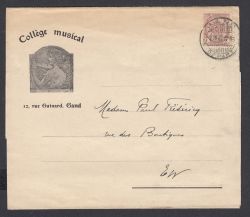 Collège musical
12, rue Guinard, Gand
Madame Paul Frédéricq
rue des Boutiques
E/V